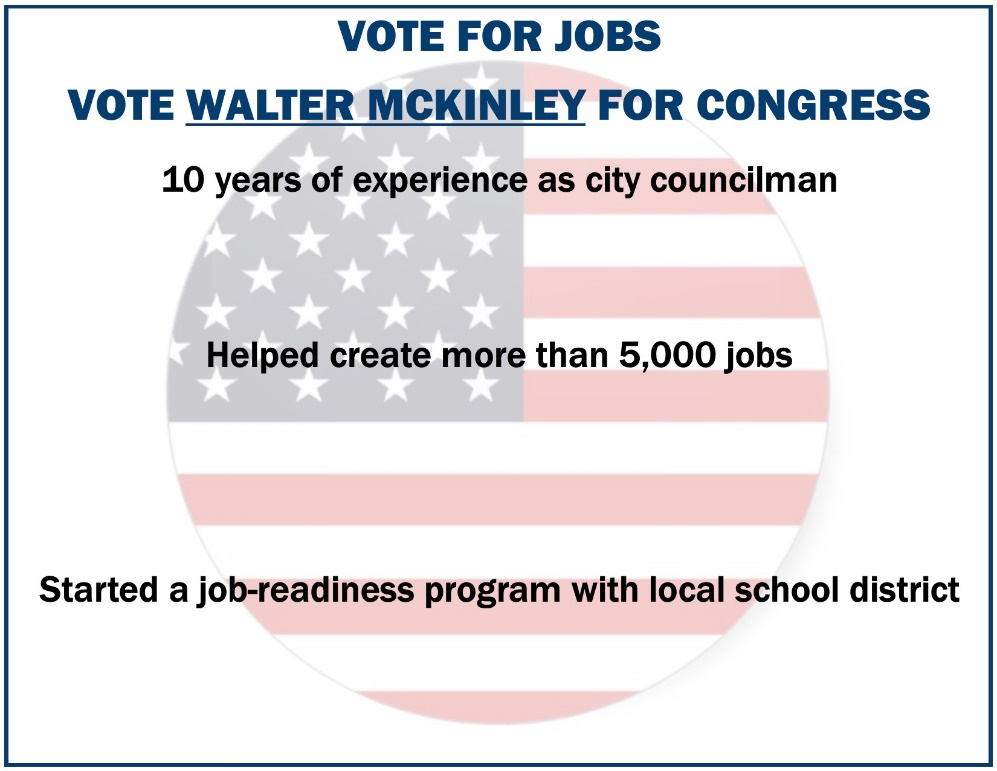 VOTE FOR JOBS
VOTE WALTER MCKINLEY FOR CONGRESS
10 years of experience as city councilman
Helped create more than 5,000 jobs
Started a job-readiness program with local school district